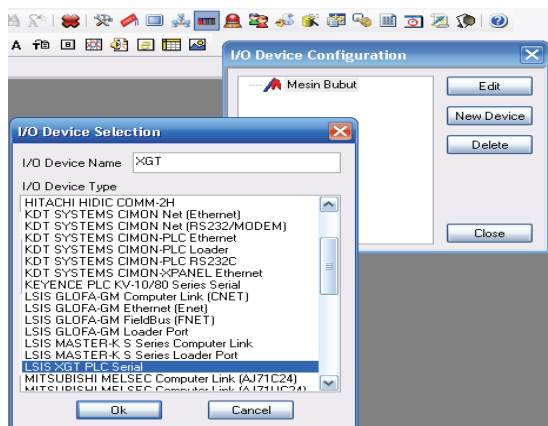 I/O Device Configuration
Mesin Bubut
Edit
New Device
Delete
Close
I/O Device Selection
I/O Device Name
XGT
I/O Device Type
HITACHI HIDIC COMM-2H
KDT SYSTEMS CIMON Net (Ethernet)
KDT SYSTEMS CIMON Net (RS232/MODEM)
KDT SYSTEMS CIMON-PLC Ethernet
KDT SYSTEMS CIMON-PLC Loader
KDT SYSTEMS CIMON-PLC RS232C
KDT SYSTEMS CIMON-XPANEL Ethernet
KEYENCE PLC KV-10/80 Series Serial
LSIS GLOFA-GM Computer Link (CNET)
LSIS GLOFA-GM Ethernet (Enet)
LSIS GLOFA-GM FieldBus (FNET)
LSIS GLOFA-GM Loader Port
LSIS MASTER-K S Series Computer Link
LSIS MASTER-K S Series Loader Port
LSIS XGT PLC Serial
MITSUBISHI MELSEC Computer Link (AJ71C24)
MITSUBISHI MELSEC Computer Link (AJ71UC24)
Ok
Cancel